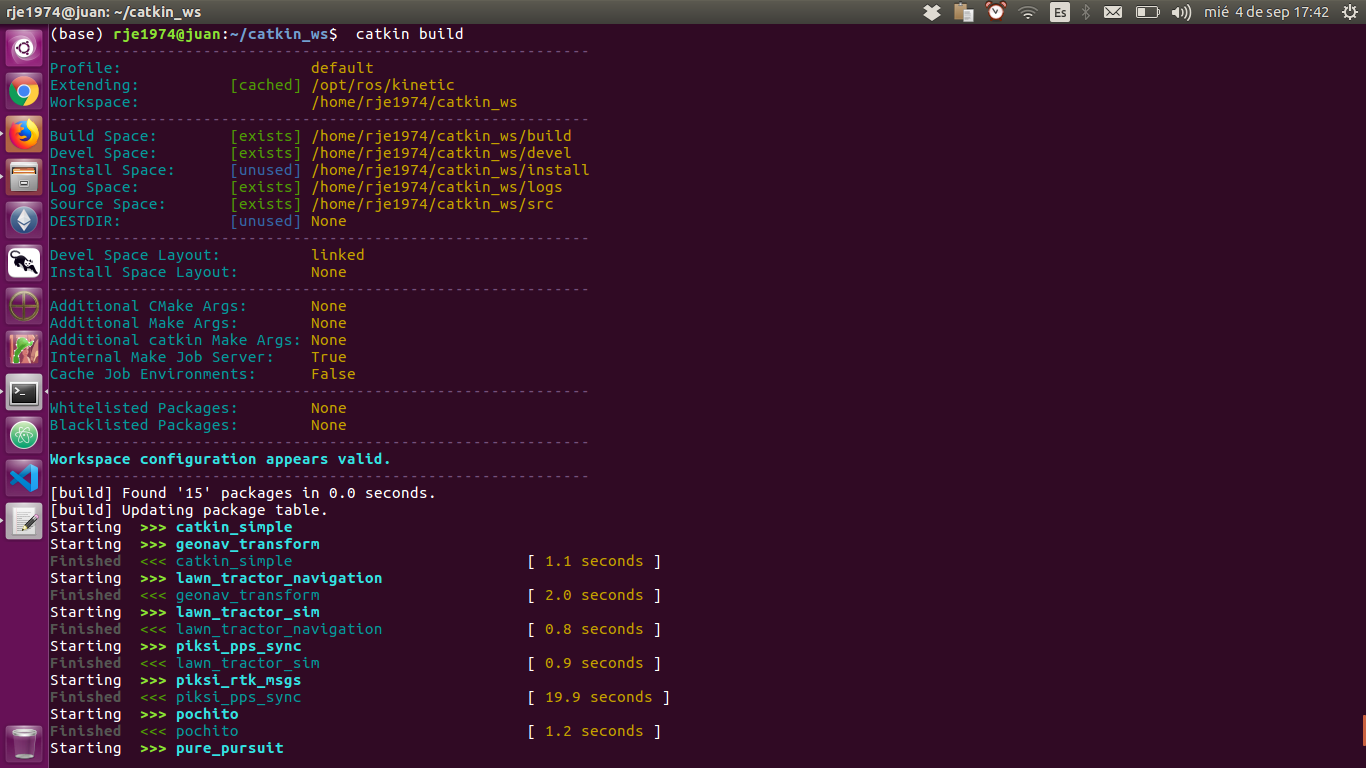 rje1974@juan: ~/catkin_ws
Es
mié 4 de sep 17:42
(base) rje1974@juan:~/catkin_ws$  catkin build
------------------------------------------------------------
Profile:                     default
Extending:          [cached] /opt/ros/kinetic
Workspace:                   /home/rje1974/catkin_ws
------------------------------------------------------------
Build Space:        [exists] /home/rje1974/catkin_ws/build
Devel Space:        [exists] /home/rje1974/catkin_ws/devel
Install Space:      [unused] /home/rje1974/catkin_ws/install
Log Space:          [exists] /home/rje1974/catkin_ws/logs
Source Space:       [exists] /home/rje1974/catkin_ws/src
DESTDIR:            [unused] None
------------------------------------------------------------
Devel Space Layout:          linked
Install Space Layout:        None
------------------------------------------------------------
Additional CMake Args:       None
Additional Make Args:        None
Additional catkin Make Args: None
Internal Make Job Server:    True
Cache Job Environments:      False
------------------------------------------------------------
Whitelisted Packages:        None
Blacklisted Packages:        None
------------------------------------------------------------
Workspace configuration appears valid.
------------------------------------------------------------
[build] Found '15' packages in 0.0 seconds.
[build] Updating package table.
Starting  >>> catkin_simple
Starting  >>> geonav_transform
Finished  <<< catkin_simple                          [ 1.1 seconds ]
Starting  >>> lawn_tractor_navigation
Finished  <<< geonav_transform                       [ 2.0 seconds ]
Starting  >>> lawn_tractor_sim
Finished  <<< lawn_tractor_navigation                [ 0.8 seconds ]
Starting  >>> piksi_pps_sync
Finished  <<< lawn_tractor_sim                       [ 0.9 seconds ]
Starting  >>> piksi_rtk_msgs
Finished  <<< piksi_pps_sync                         [ 19.9 seconds ]
Starting  >>> pochito
Finished  <<< pochito                                [ 1.2 seconds ]
Starting  >>> pure_pursuit